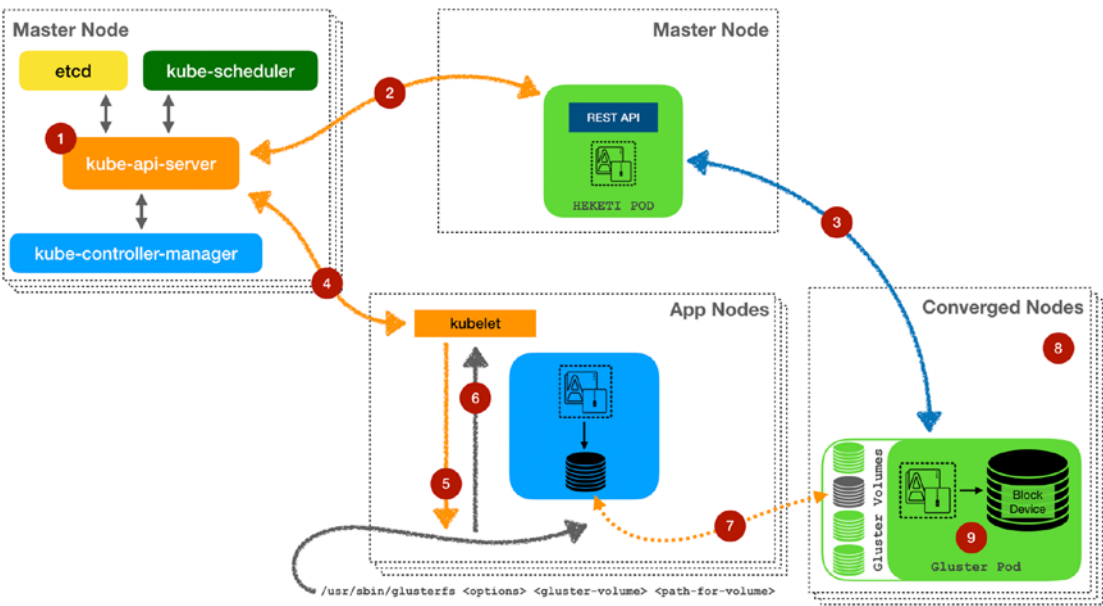 Master Node
etcd
kube-scheduler
1
kube-api-server
kube-controller-manager
2
Master Node
REST API
HEKETI POD
3
4
App Nodes
kubelet
6
5
7
/usr/sbin/glusterfs <options> <gluster-volume> <path-for-volume>
Converged Nodes
8
Gluster Volumes
Block
Device
9
Gluster Pod